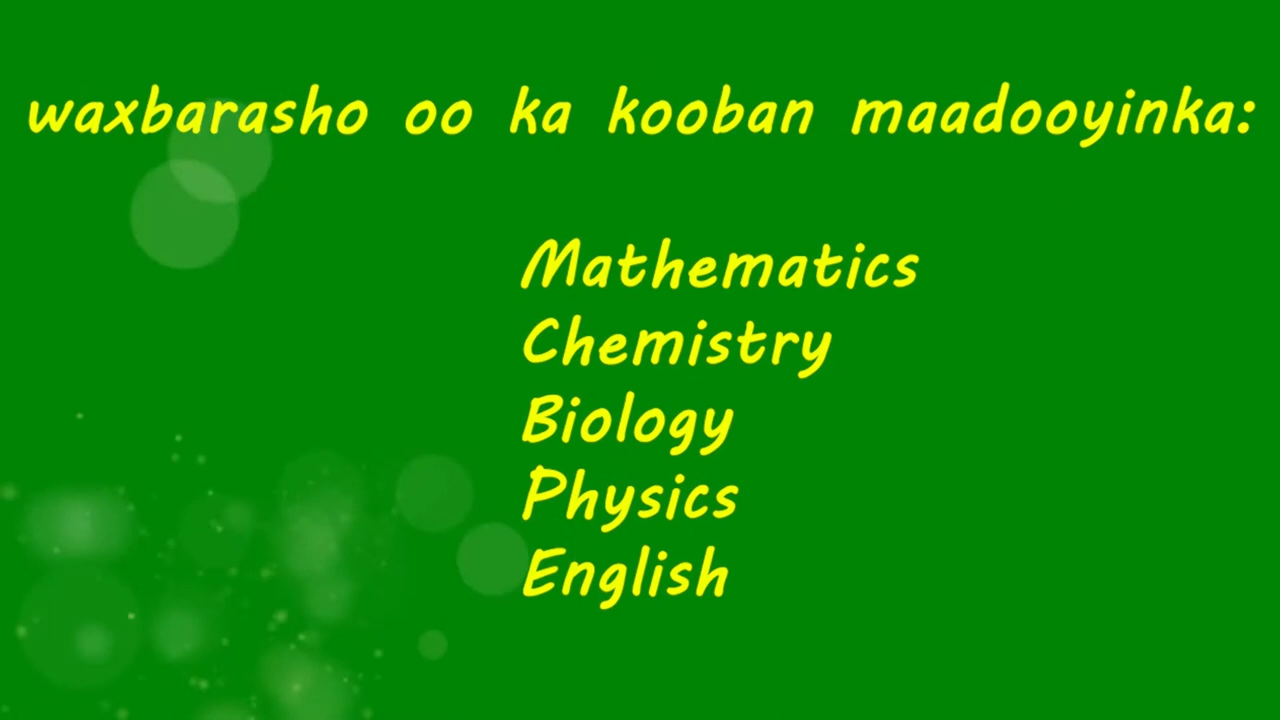 waxbarasho oo ka kooban maadooyinka:
Mathematics
Chemistry
Biology
Physics
English